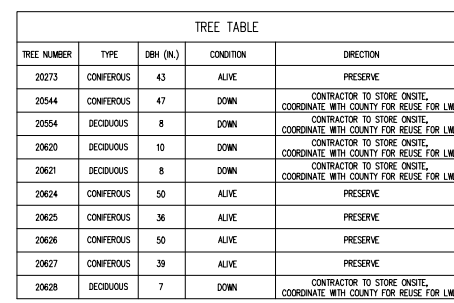 TREE TABLE
TREE NUMBER TYPE DBH (IN.) CONDITION DIRECTION
20273 CONIFEROUS 43 ALIVE PRESERVE
20544 CONIFEROUS 47 DOWN CONTRACTOR TO STORE ONSITE,
COORDINATE WITH COUNTY FOR REUSE FOR
20554 DECIDUOUS 8 DOWN CONTRACTOR TO STORE ONSITE,
COORDINATE WITH COUNTY FOR REUSE FOR
20620 DECIDUOUS 10 DOWN CONTRACTOR TO STORE ONSITE,
COORDINATE WITH COUNTY FOR REUSE FOR
20621 DECIDUOUS 8 DOWN CONTRACTOR TO STORE ONSITE,
COORDINATE WITH COUNTY FOR REUSE FOR
20624 CONIFEROUS 50 ALIVE PRESERVE
20625 CONIFEROUS 36 ALIVE PRESERVE
20626 CONIFEROUS 50 ALIVE PRESERVE
20627 CONIFEROUS 39 ALIVE PRESERVE
20628 DECIDUOUS 7 DOWN CONTRACTOR TO STORE ONSITE,
COORDINATE WITH COUNTY FOR REUSE FOR